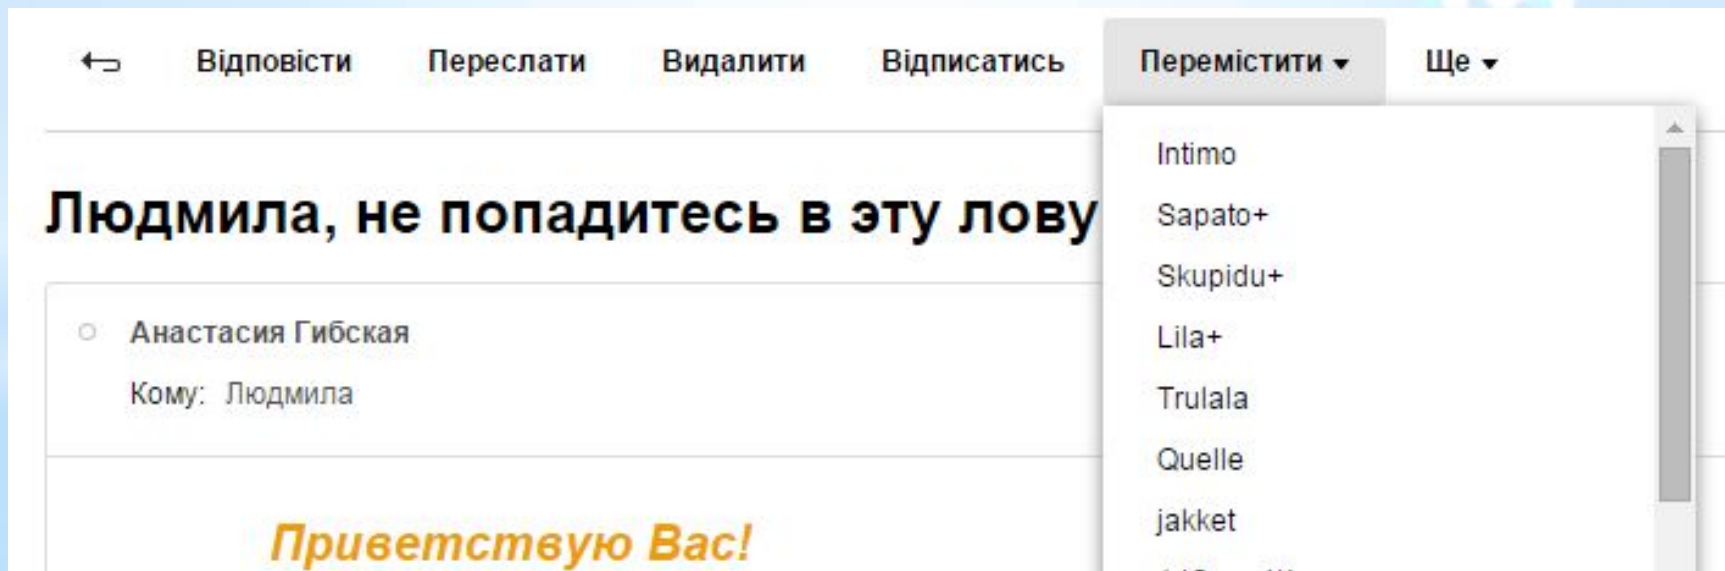 Відповісти Переслати Видалити Відписатись Перемістити Ще
Людмила, не попадитесь в эту лову
Анастасия Гибская
Кому: Людмила
Приветствую Вас!
Intimo
Sapato+
Skupidu+
Lila+
Trulala
Quelle
jakket